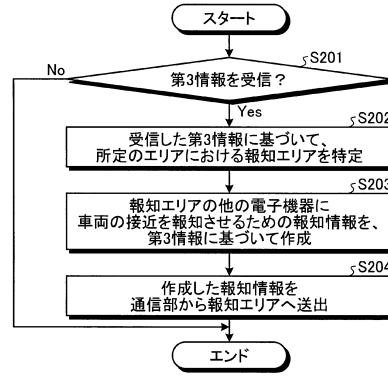 スタート
S201
No
第3情報を受信？
Yes
S202
受信した第3情報に基づいて、
所定のエリアにおける報知エリアを特定
S203
報知エリアの他の電子機器に
車両の接近を報知させるための報知情報を、
第3情報に基づいて作成
S204
作成した報知情報を
通信部から報知エリアへ送出
エンド